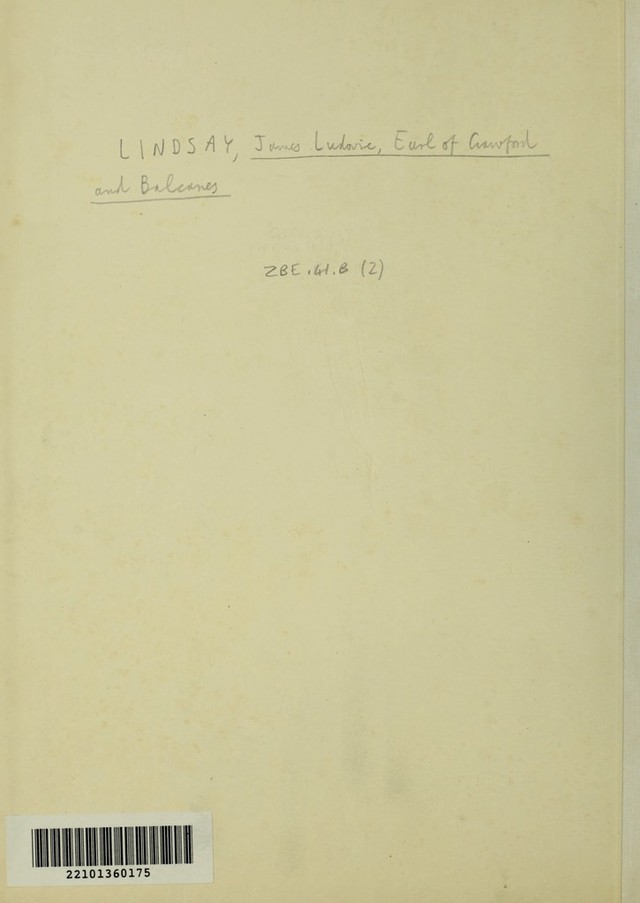 LINDSAY, James Ludovic, Earl of Crawford
and Balcarres
ZBE.41.B (2)
22101360175